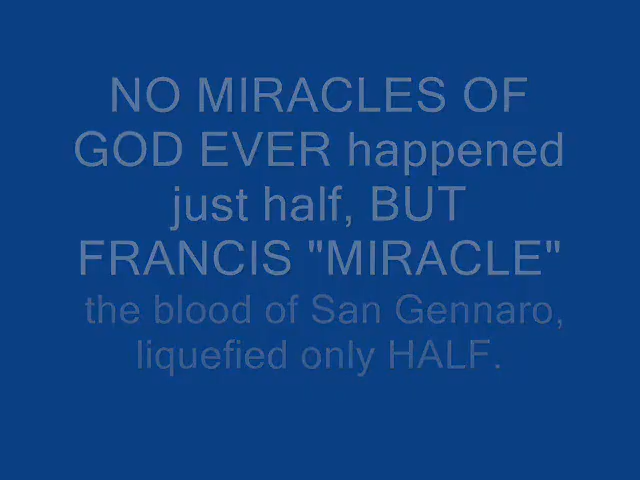 NO MIRACLES OF
GOD EVER happened
just half, BUT
FRANCIS "MIRACLE"
the blood of San Gennaro,
liquefied only HALF.